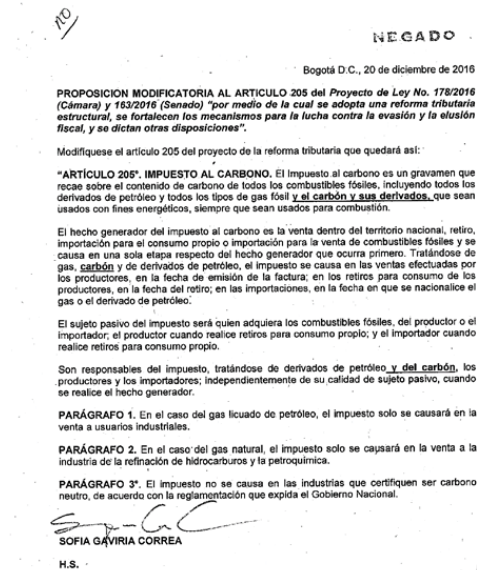 no
NEGADO
Bogotá D.C., 20 de diciembre de 2016
PROPOSICION MODIFICATORIA AL ARTICULO 205 del Proyecto de Ley No. 178/2016
(Cámara) y 163/2016 (Senado) "por medio de la cual se adopta una reforma tributaria
estructural, se fortalecen los mecanismos para la lucha contra la evasión y la elusión
fiscal, y se dictan otras disposiciones".
Modifíquese el artículo 205 del proyecto de la reforma tributaria que quedará así:
"ARTÍCULO 205°. IMPUESTO AL CARBONO. El Impuesto al carbono es un gravamen que
recae sobre el contenido de carbono de todos los combustibles fósiles, incluyendo todos los
derivados de petróleo y todos los tipos de gas fósil y el carbón y sus derivados, que sean
usados con fines energéticos, siempre que sean usados para combustión.
El hecho generador del impuesto al carbono es la venta dentro del territorio nacional, retiro,
importación para el consumo propio o importación para la venta de combustibles fósiles y se
causa en una sola etapa respecto del hecho generador que ocurra primero. Tratándose de
gas, carbón y de derivados de petróleo, el impuesto se causa en las ventas efectuadas por
los productores, en la fecha de emisión de la factura; en los retiros para consumo de los
productores, en la fecha del retiro; en las importaciones, en la fecha en que se nacionalice el
gas o el derivado de petróleo.
El sujeto pasivo del impuesto será quien adquiera los combustibles fósiles, del productor o el
importador; el productor cuando realice retiros para consumo propio; y el importador cuando
realice retiros para consumo propio.
Son responsables del impuesto, tratándose de derivados de petróleo y del carbón, los
productores y los importadores; independientemente de su calidad de sujeto pasivo, cuando
se realice el hecho generador.
PARÁGRAFO 1. En el caso del gas licuado de petróleo, el impuesto solo se causará en la
venta a usuarios industriales.
PARÁGRAFO 2. En el caso del gas natural, el impuesto solo se causará en la venta a la
industria de la refinación de hidrocarburos y la petroquímica.
PARÁGRAFO 3°. El impuesto no se causa en las industrias que certifiquen ser carbono
neutro, de acuerdo con la reglamentación que expida el Gobierno Nacional.
SOFIA GAVIRIA CORREA
H.S.